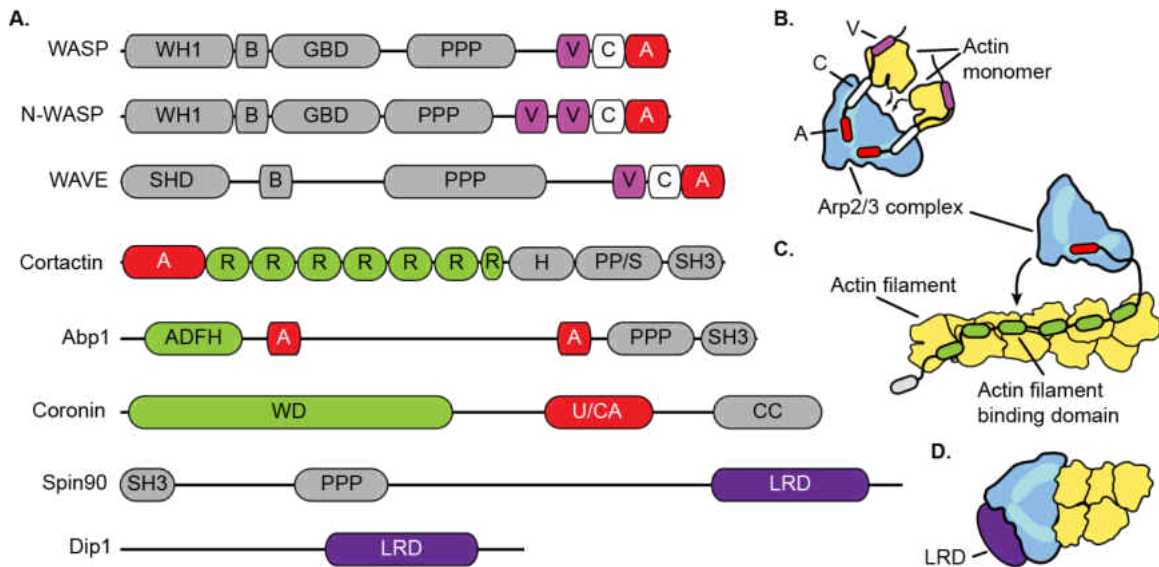 A.
WASP WH1 B GBD PPP V C A
N-WASP WH1 B GBD PPP V V C A
WAVE SHD B PPP V C A
Cortactin A R R R R R R R H PP/S SH3
Abp1 ADFH A A PPP SH3
Coronin WD U/CA CC
Spin90 SH3 PPP LRD
Dip1 LRD
B.
V
C
A
Actin
monomer
Arp2/3 complex
C.
Actin filament
Actin filament
binding domain
D.
LRD